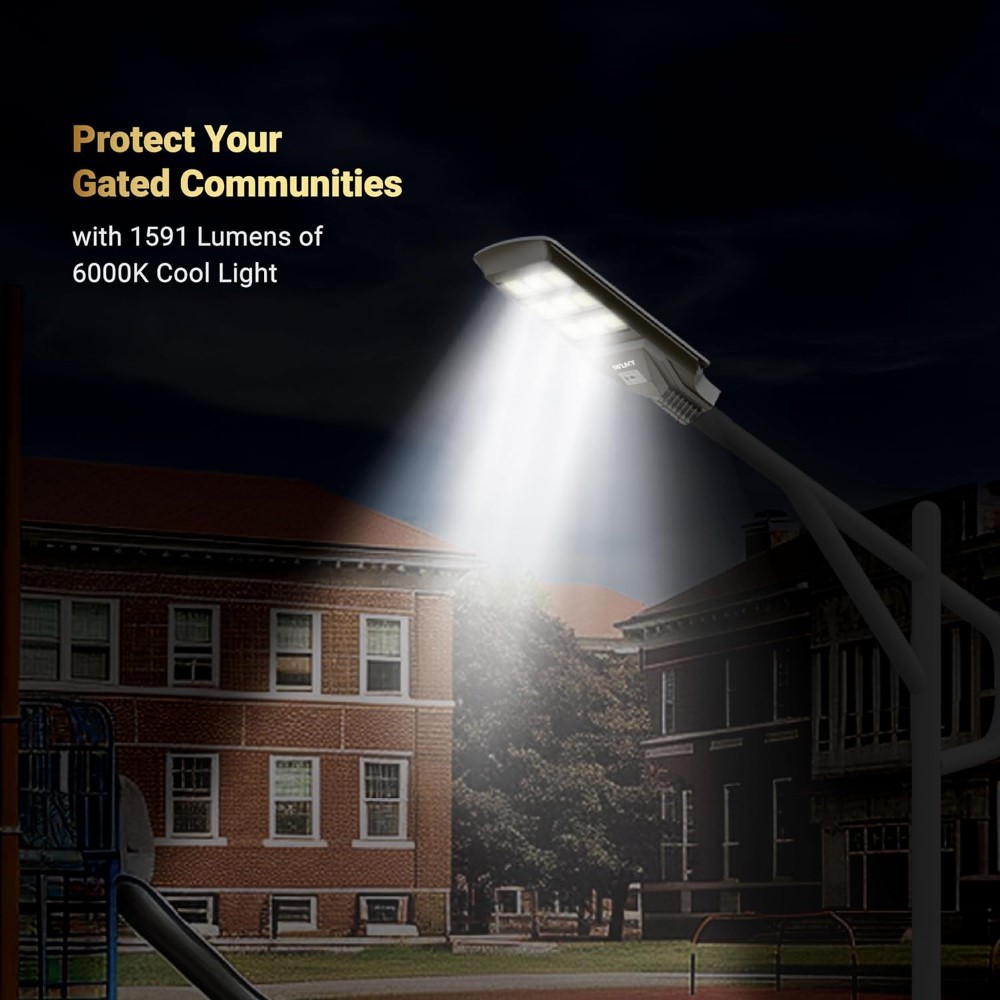 Protect Your
Gated Communities
with 1591 Lumens of
6000K Cool Light